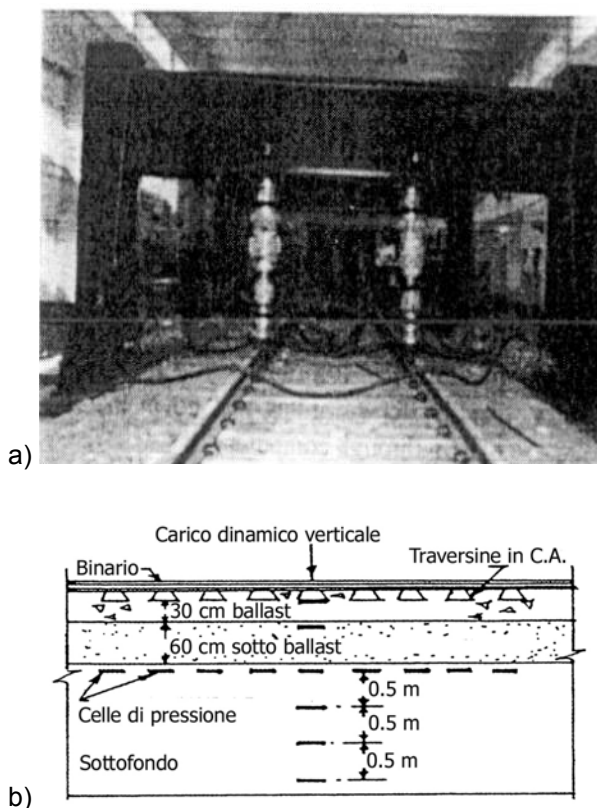 a)
Carico dinamico verticale
Binario
Traversine in C.A.
30 cm ballast
60 cm sotto ballast
0.5 m
Celle di pressione
0.5 m
0.5 m
Sottofondo
b)